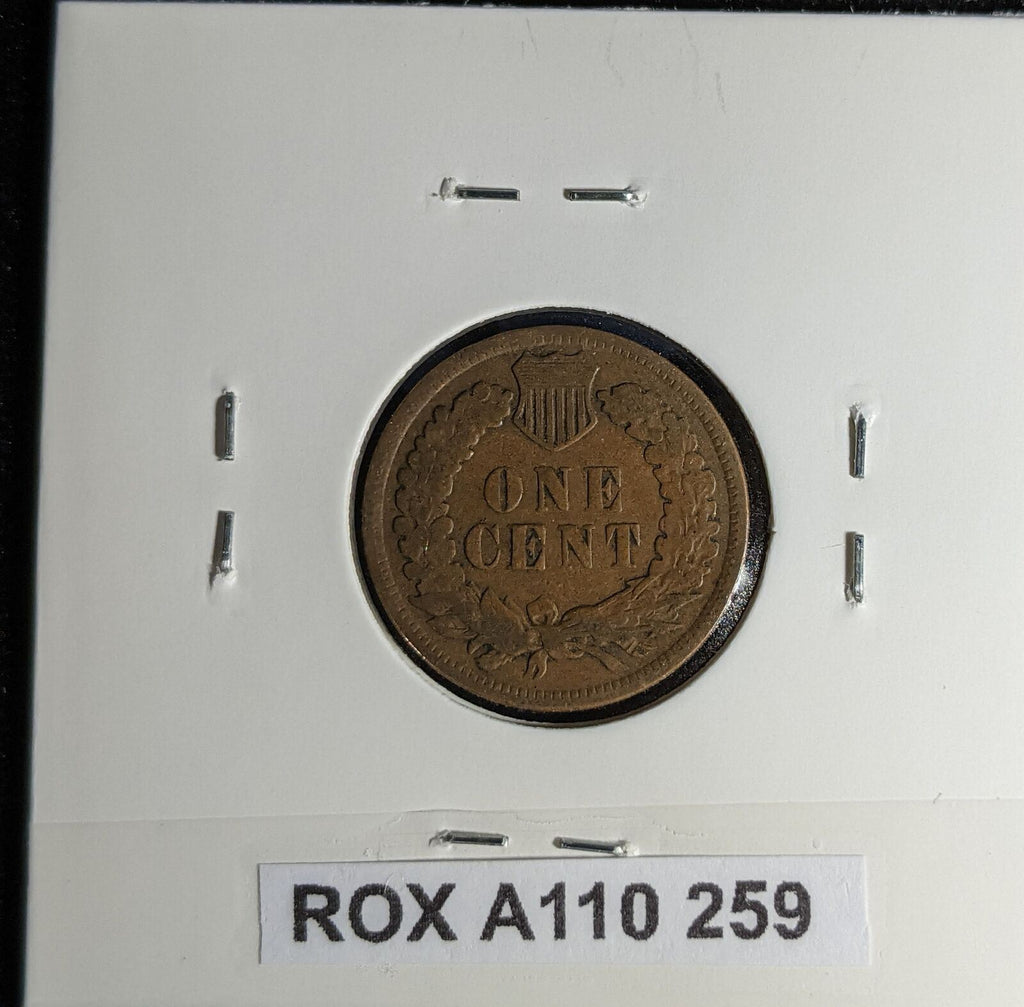 ONE
CENT
ROX A110 259